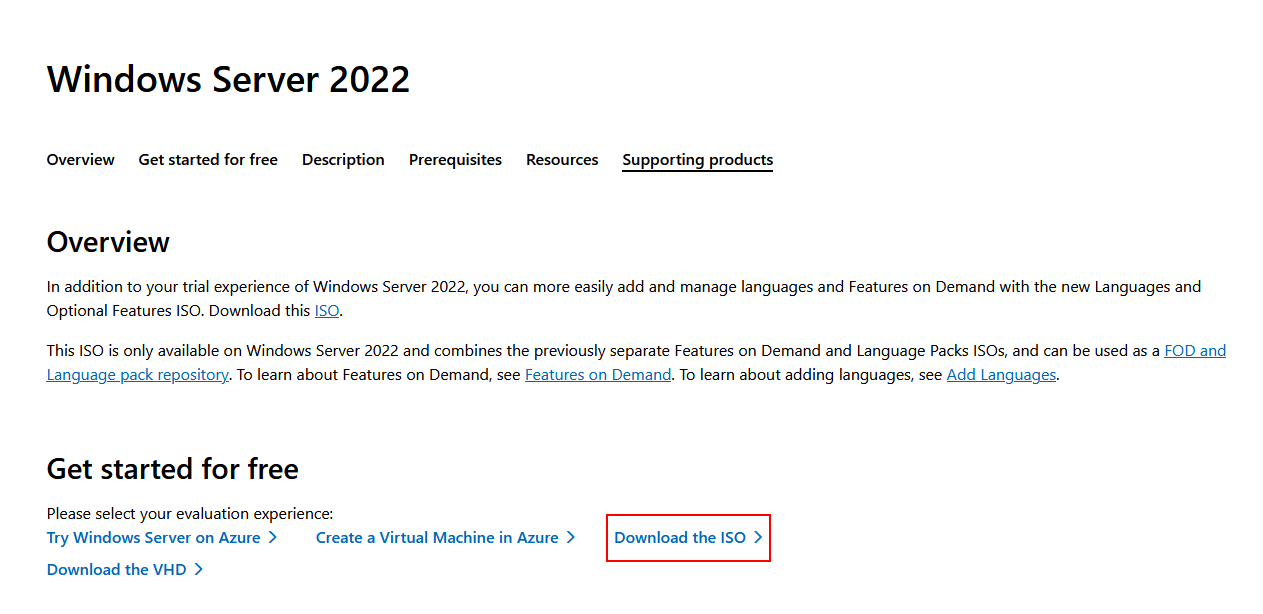 Windows Server 2022
Overview Get started for free Description Prerequisites Resources Supporting products
Overview
In addition to your trial experience of Windows Server 2022, you can more easily add and manage languages and Features on Demand with the new Languages and
Optional Features ISO. Download this ISO.
This ISO is only available on Windows Server 2022 and combines the previously separate Features on Demand and Language Packs ISOs, and can be used as a FOD and
Language pack repository. To learn about Features on Demand, see Features on Demand. To learn about adding languages, see Add Languages.
Get started for free
Please select your evaluation experience:
Try Windows Server on Azure > Create a Virtual Machine in Azure > Download the ISO >
Download the VHD >